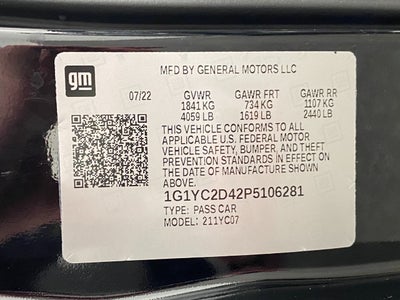 gm
MFD BY GENERAL MOTORS LLC
07/22 GVWR GAWR FRT GAWR RR
1841 KG 734 KG 1107 KG
4059 LB 1619 LB 2440 LB
THIS VEHICLE CONFORMS TO ALL
APPLICABLE U.S. FEDERAL MOTOR
VEHICLE SAFETY, BUMPER, AND THEFT
PREVENTION STANDARDS IN EFFECT ON
THE DATE OF MANUFACTURE SHOWN
ABOVE.
1G1YC2D42P5106281
TYPE: PASS CAR
MODEL: 211YC07